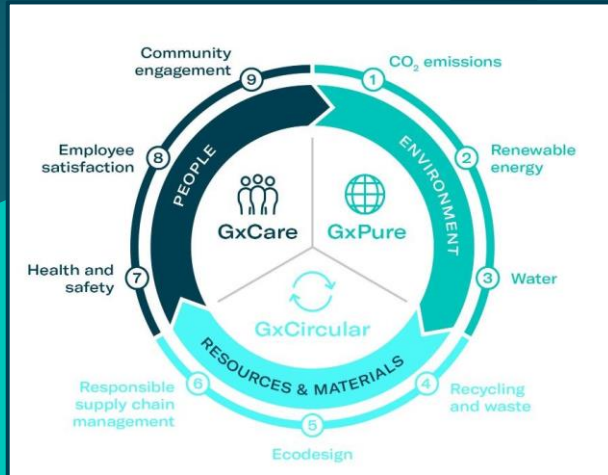 Community
engagement
9
1
CO₂ emissions
Employee
satisfaction
8
PEOPLE
ENVIRONMENT
2
Renewable
energy
GxCare
GxPure
Health and
safety
7
3
Water
GxCircular
RESOURCES & MATERIALS
Responsible
supply chain
management
6
4
Recycling
and waste
5
Ecodesign